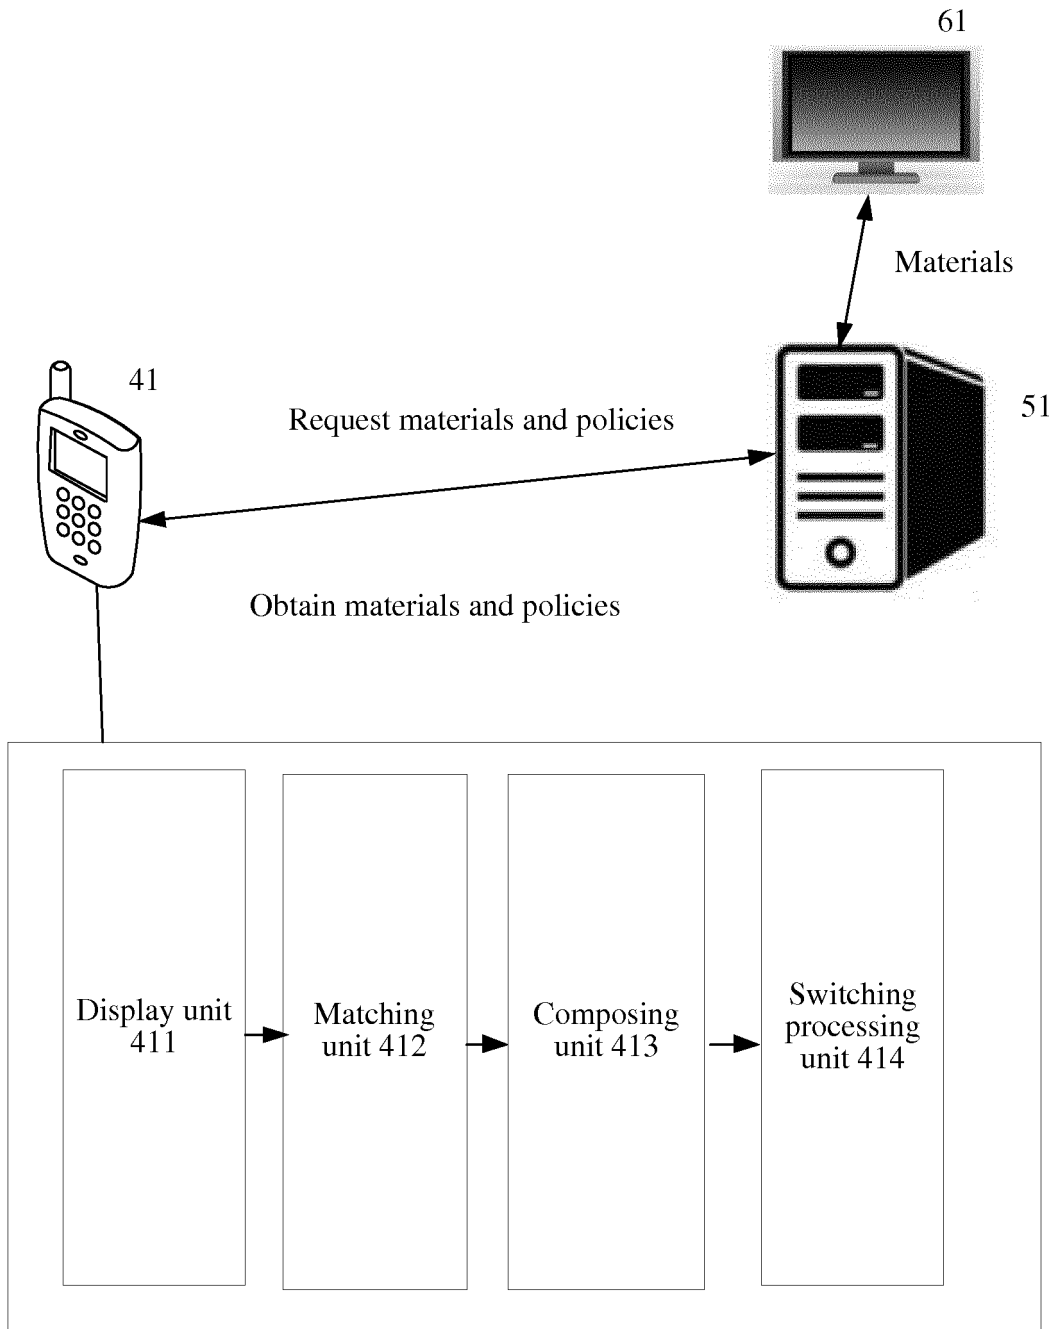 61
Materials
41
51
Request materials and policies
Obtain materials and policies
Display unit
411
Matching
unit 412
Composing
unit 413
Switching
processing
unit 414